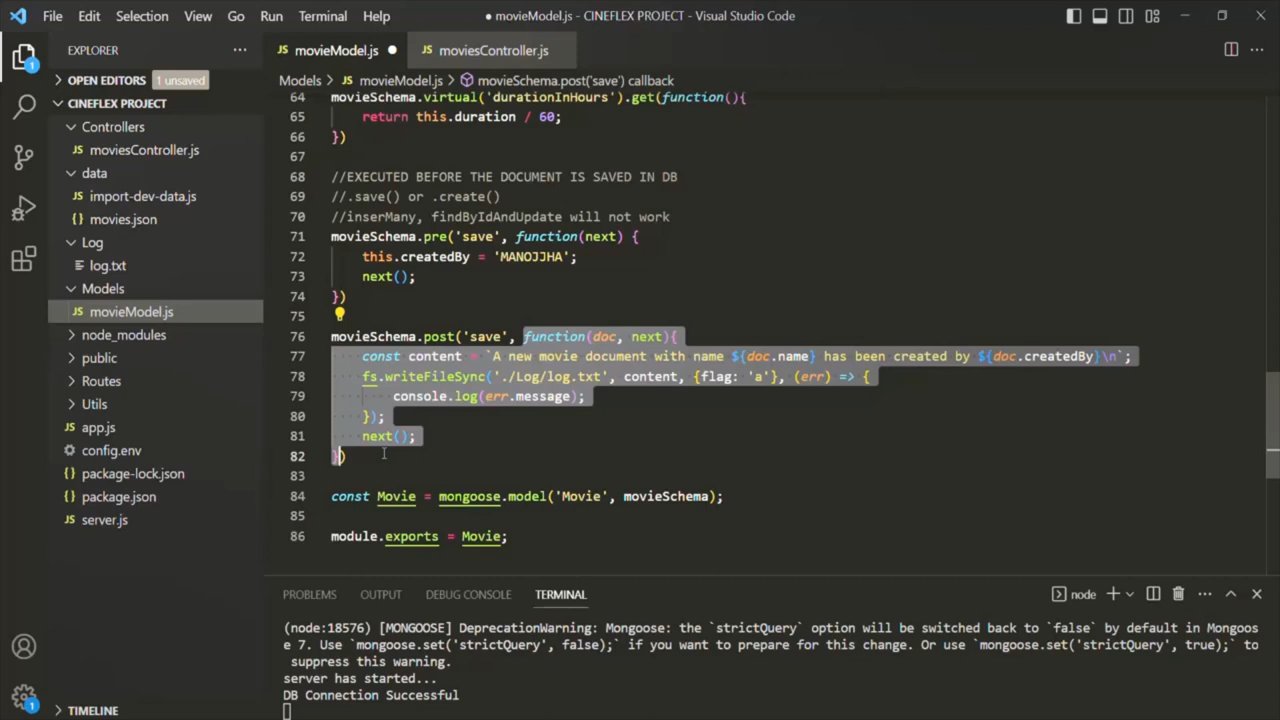 File Edit Selection View Go Run Terminal Help
● movieModel.js - CINEFLEX PROJECT - Visual Studio Code
EXPLORER
OPEN EDITORS 1 unsaved
CINEFLEX PROJECT
Controllers
JS moviesController.js
data
JS import-dev-data.js
{} movies.json
Log
log.txt
Models
JS movieModel.js
node_modules
public
Routes
Utils
JS app.js
config.env
{} package-lock.json
{} package.json
JS server.js
TIMELINE
1
1
JS movieModel.js ●
JS moviesController.js
Models > JS movieModel.js > movieSchema.post('save') callback
64 movieSchema.virtual('durationInHours').get(function(){
65 return this.duration / 60;
66 })
67
68 //EXECUTED BEFORE THE DOCUMENT IS SAVED IN DB
69 //.save() or .create()
70 //inserMany, findByIdAndUpdate will not work
71 movieSchema.pre('save', function(next) {
72 this.createdBy = 'MANOJJHA';
73 next();
74 })
75
76 movieSchema.post('save', function(doc, next){
77 const content = `A new movie document with name ${doc.name} has been created by ${doc.createdBy}\n`;
78 fs.writeFileSync('./Log/log.txt', content, {flag: 'a'}, (err) => {
79 console.log(err.message);
80 });
81 next();
82 })
83
84 const Movie = mongoose.model('Movie', movieSchema);
85
86 module.exports = Movie;
PROBLEMS OUTPUT DEBUG CONSOLE TERMINAL
node
(node:18576) [MONGOOSE] DeprecationWarning: Mongoose: the `strictQuery` option will be switched back to `false` by default in Mongoos
e 7. Use `mongoose.set('strictQuery', false);` if you want to prepare for this change. Or use `mongoose.set('strictQuery', true);` to
suppress this warning.
server has started...
DB Connection Successful